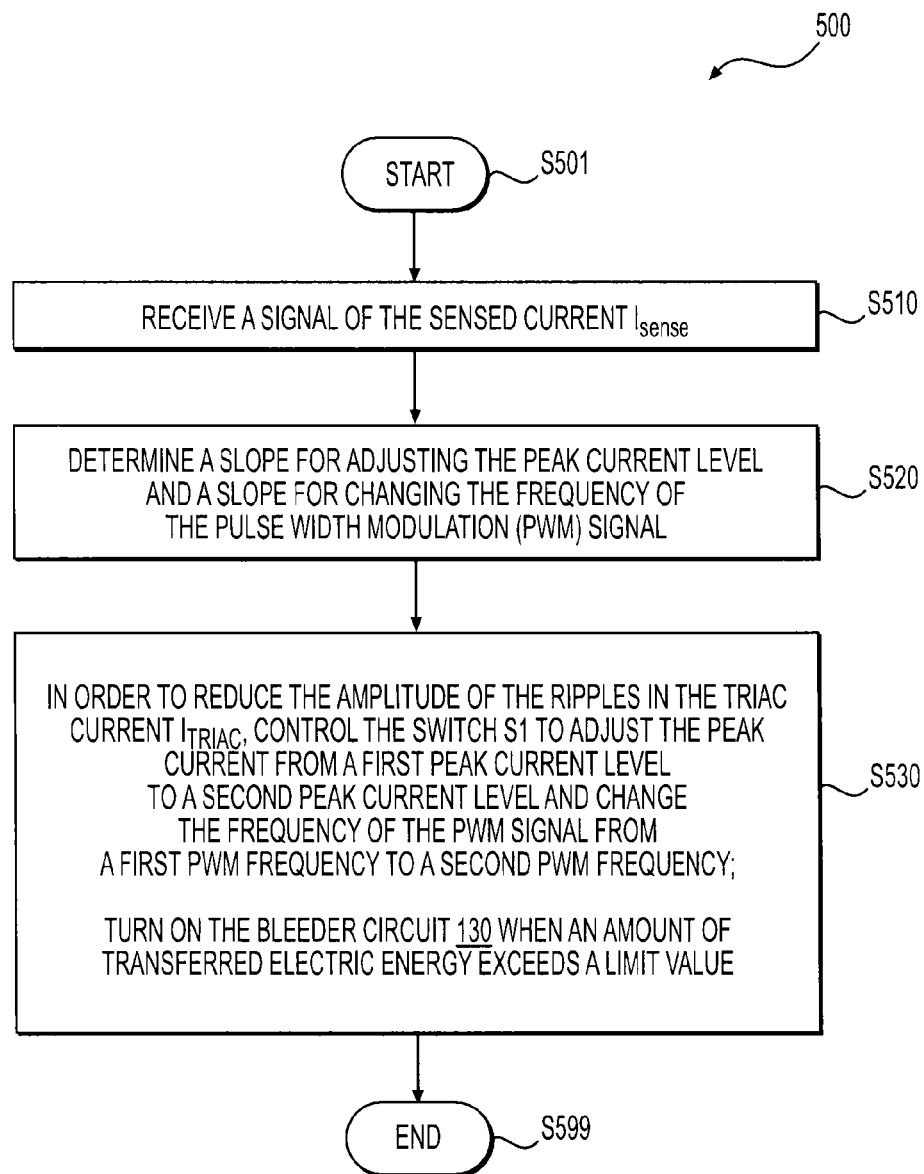 500
START
S501
RECEIVE A SIGNAL OF THE SENSED CURRENT Isense
S510
DETERMINE A SLOPE FOR ADJUSTING THE PEAK CURRENT LEVEL
AND A SLOPE FOR CHANGING THE FREQUENCY OF
THE PULSE WIDTH MODULATION (PWM) SIGNAL
S520
IN ORDER TO REDUCE THE AMPLITUDE OF THE RIPPLES IN THE TRIAC
CURRENT ITRIAC, CONTROL THE SWITCH S1 TO ADJUST THE PEAK
CURRENT FROM A FIRST PEAK CURRENT LEVEL
TO A SECOND PEAK CURRENT LEVEL AND CHANGE
THE FREQUENCY OF THE PWM SIGNAL FROM
A FIRST PWM FREQUENCY TO A SECOND PWM FREQUENCY;
TURN ON THE BLEEDER CIRCUIT 130 WHEN AN AMOUNT OF
TRANSFERRED ELECTRIC ENERGY EXCEEDS A LIMIT VALUE
S530
END
S599